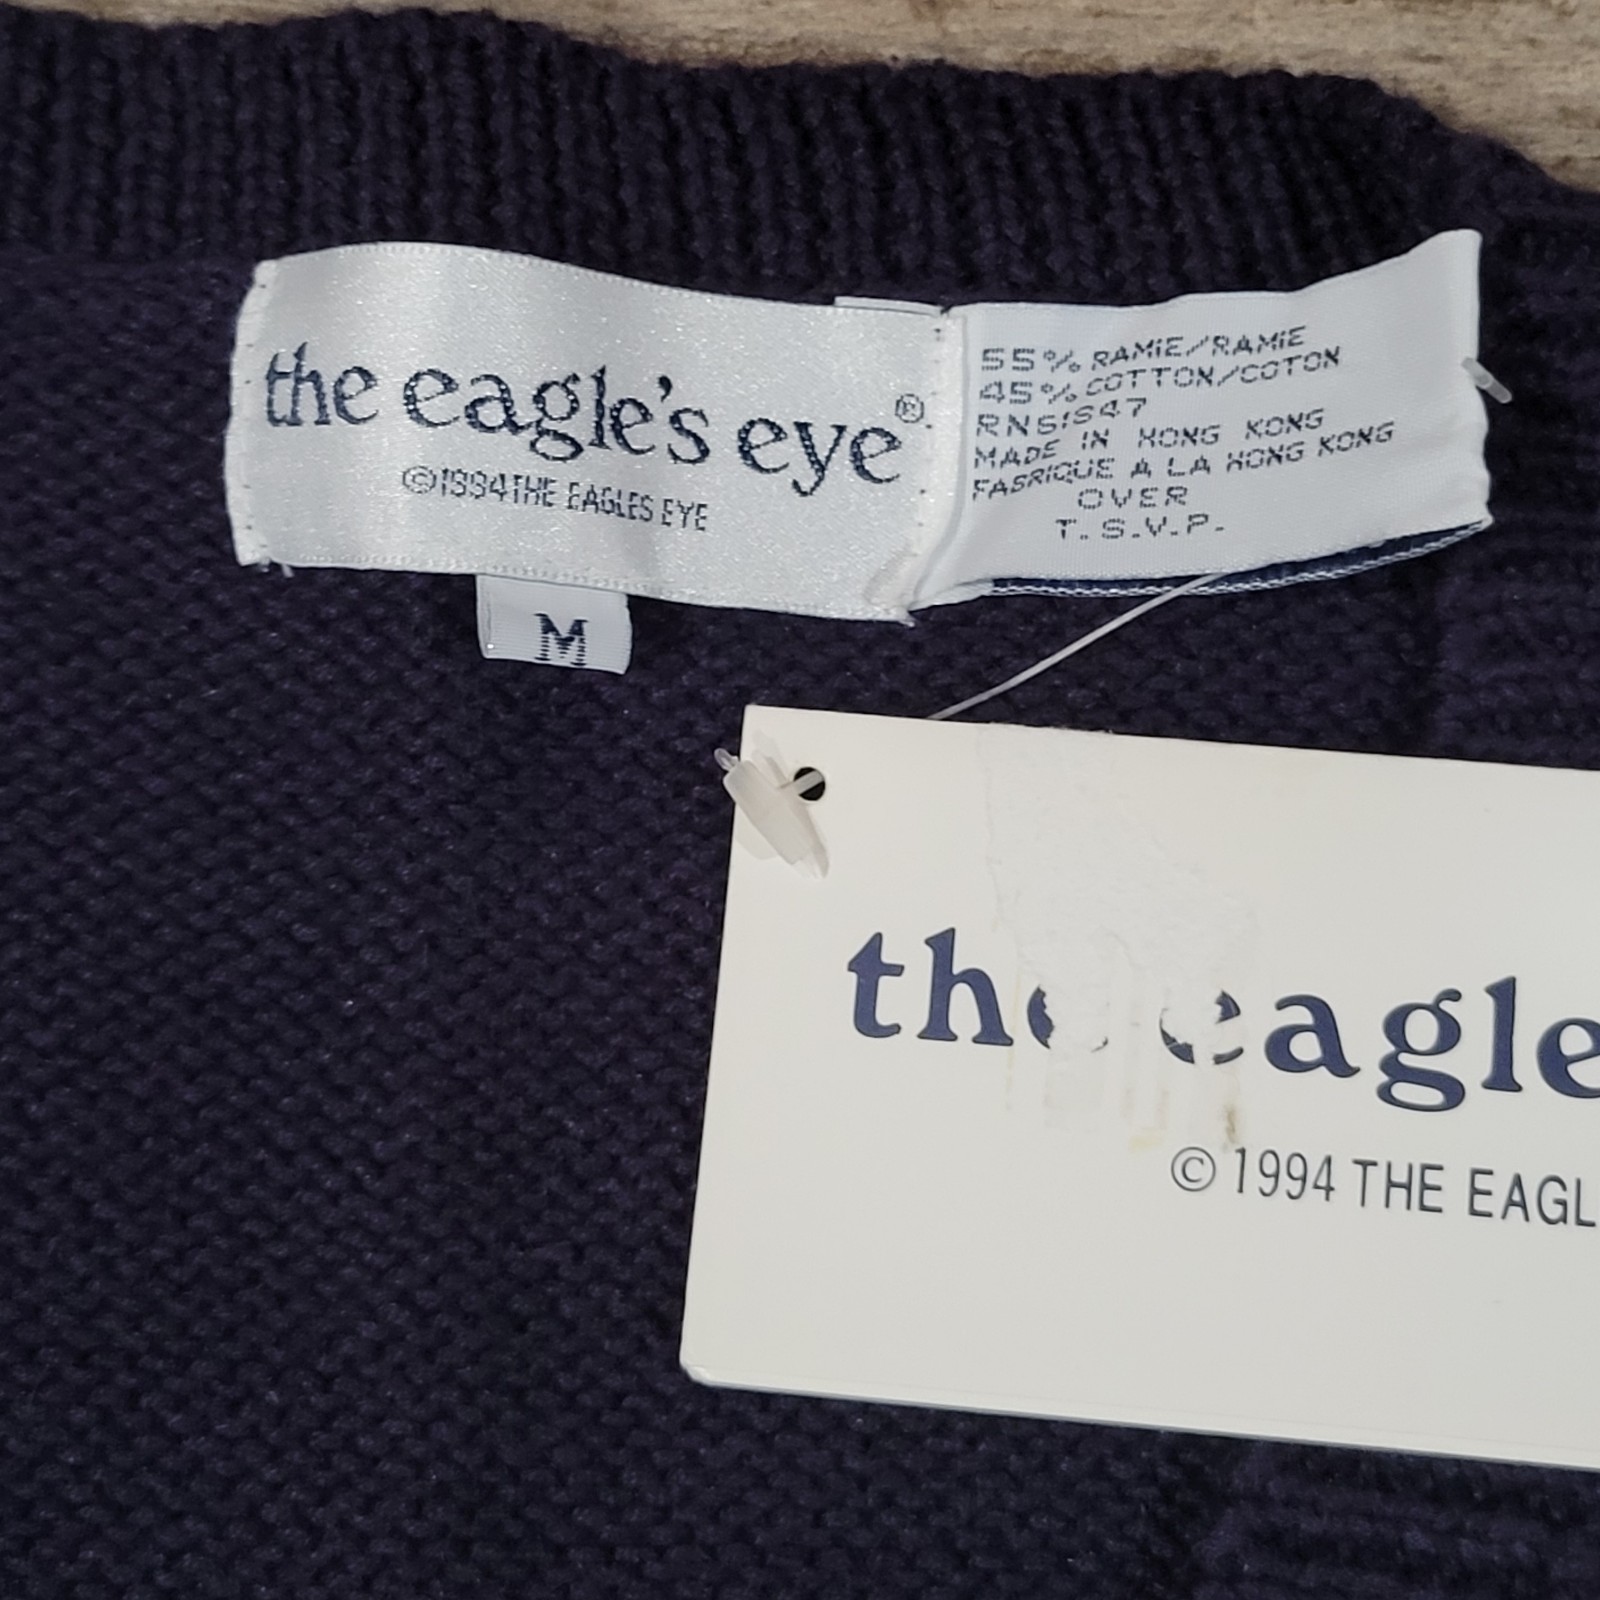 the eagle's eye®
©1994 THE EAGLES EYE
M
55% RAMIE/RAMIE
45% COTTON/COTON
MADE IN HONG KONG
FABRIQUE A LA HONG KONG
OVER
T.S.V.P.
the eagle
© 1994 THE EAGL